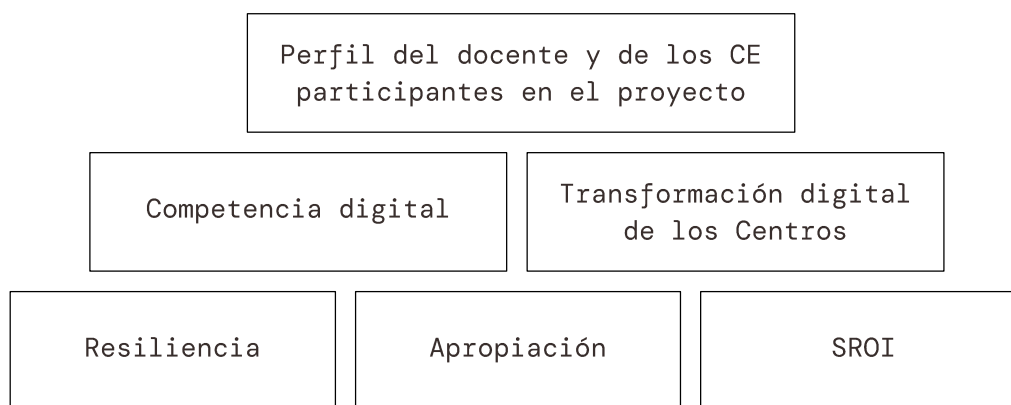 Perfil del docente y de los CE
participantes en el proyecto
Competencia digital
Transformación digital
de los Centros
Resiliencia
Apropiación
SROI